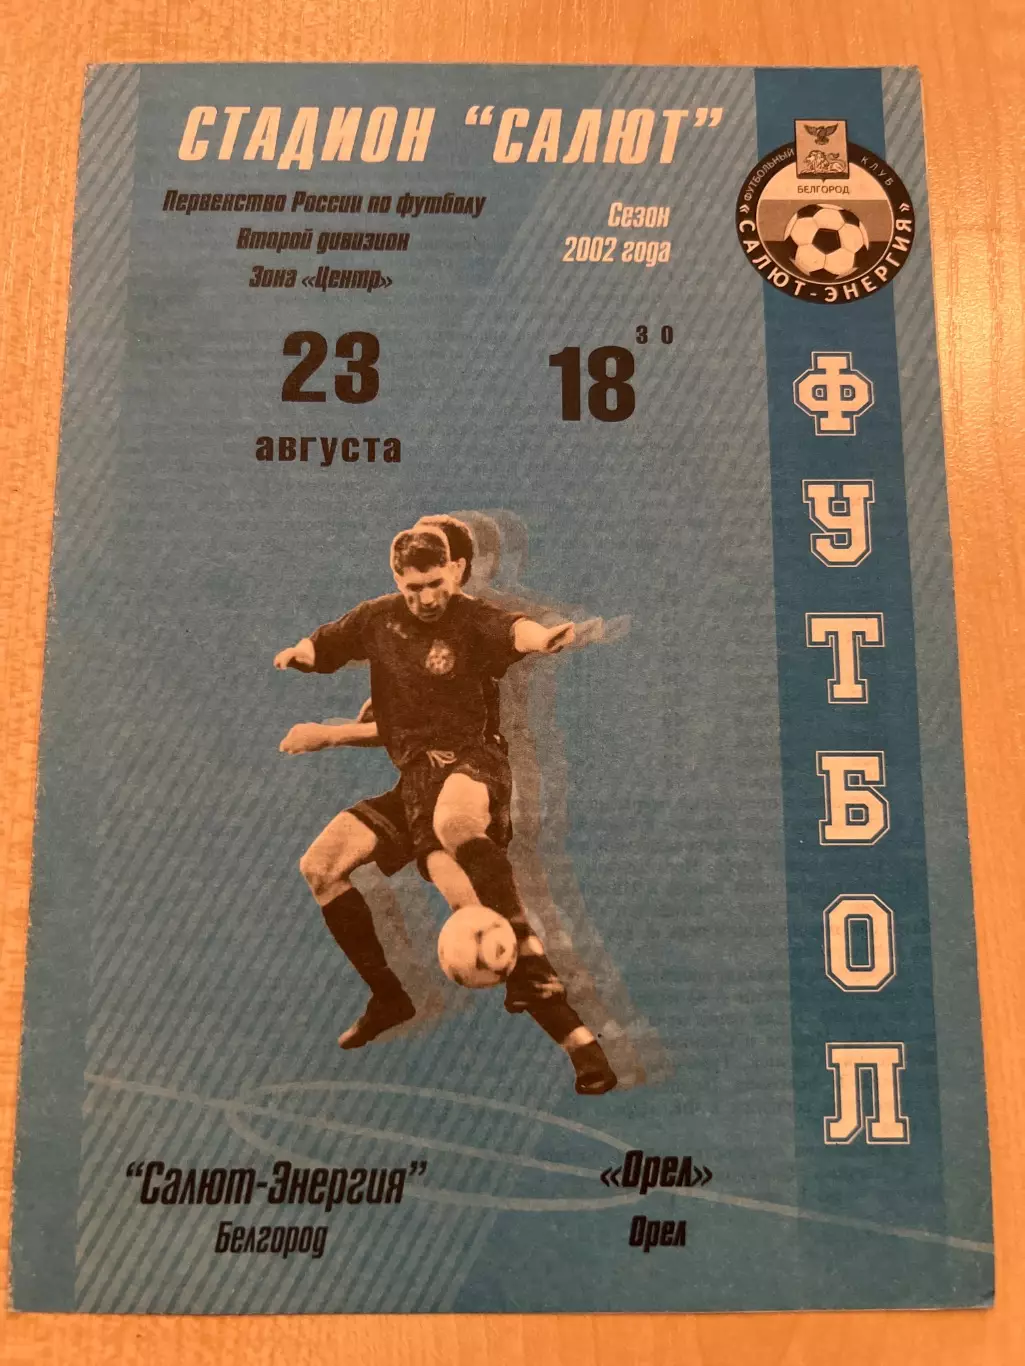 СТАДИОН “САЛЮТ”
Первенство России по футболу
Второй дивизион
Зона «Центр»
Сезон
2002 года
ФУТБОЛЬНЫЙ КЛУБ
БЕЛГОРОД
«САЛЮТ-ЭНЕРГИЯ»
23
августа
18 30
ФУТБОЛ
“Салют-Энергия”
Белгород
«Орел»
Орел